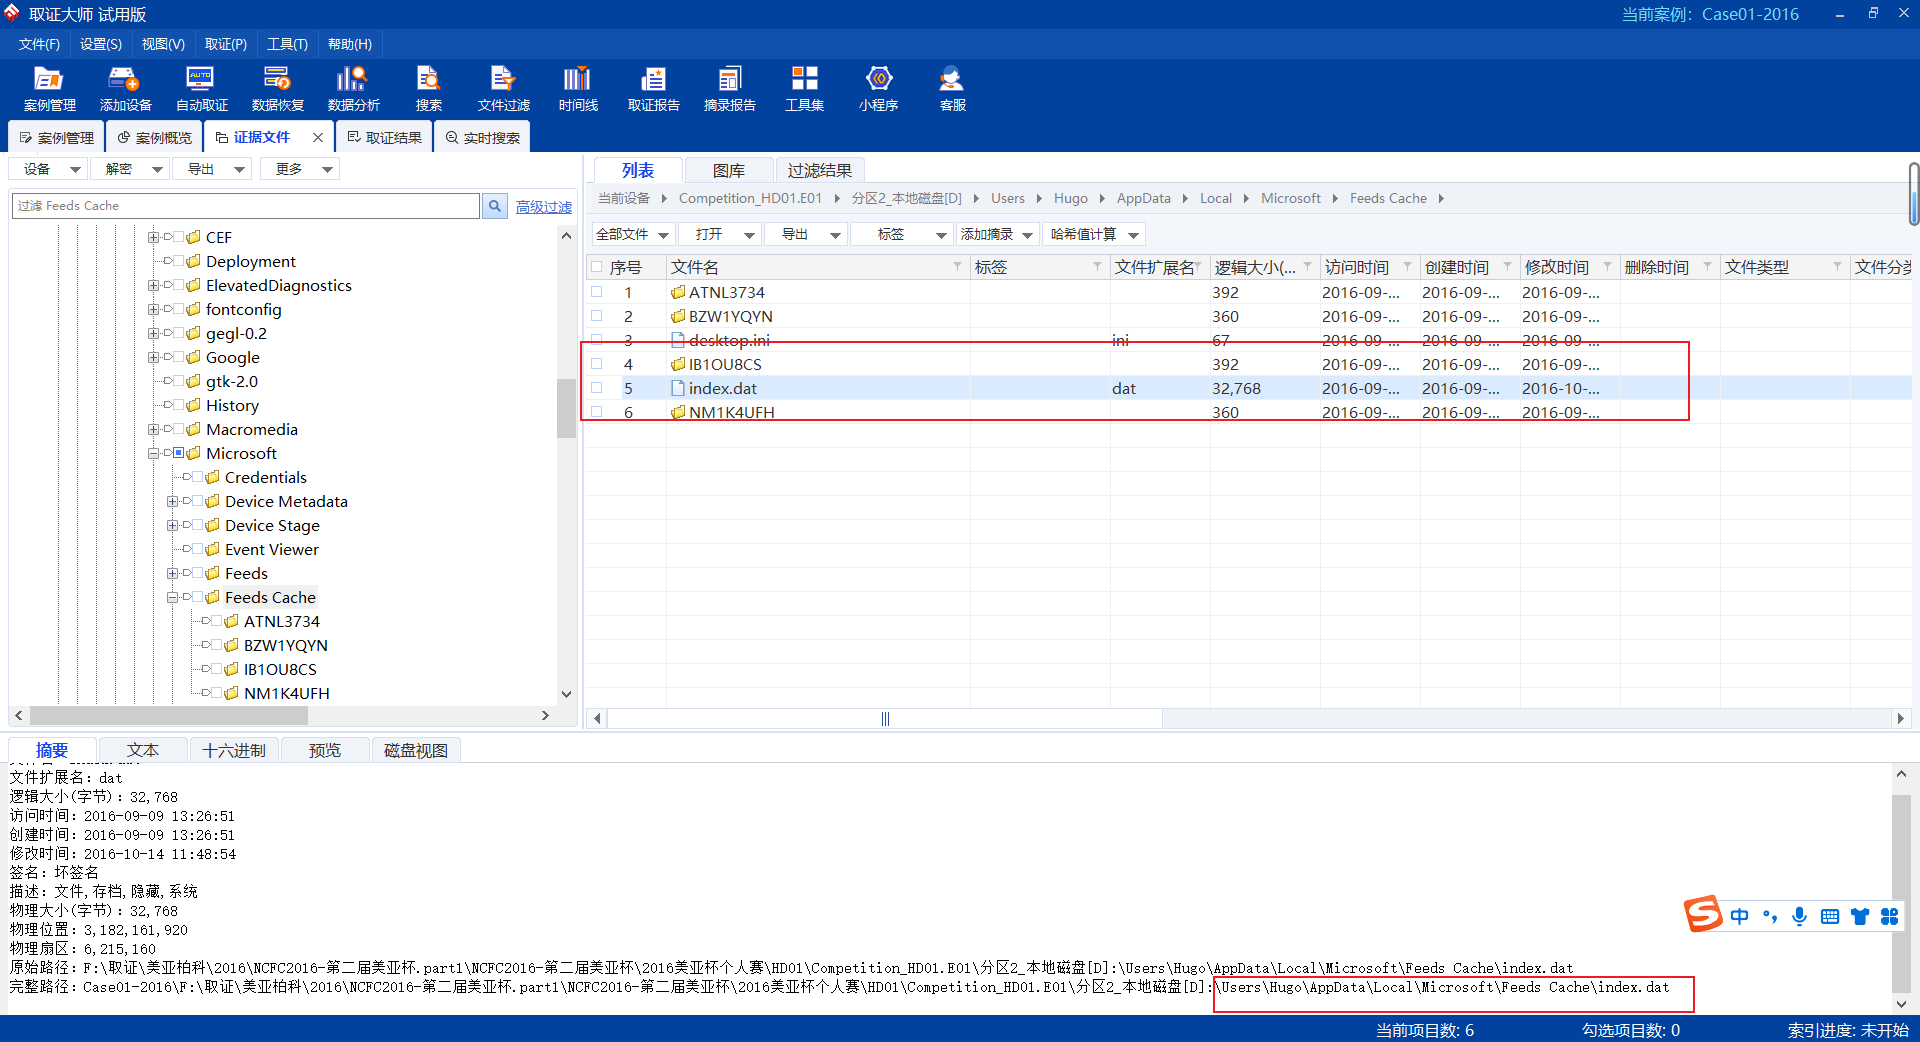 取证大师 试用版
当前案例：Case01-2016
文件(F) 设置(S) 视图(V) 取证(P) 工具(T) 帮助(H)
案例管理 添加设备 自动取证 数据恢复 数据分析 搜索 文件过滤 时间线 取证报告 摘录报告 工具集 小程序 客服
案例管理 案例概览 证据文件 取证结果 实时搜索
设备 解密 导出 更多
过滤 Feeds Cache 高级过滤
CEF
Deployment
ElevatedDiagnostics
fontconfig
gegl-0.2
Google
gtk-2.0
History
Macromedia
Microsoft
Credentials
Device Metadata
Device Stage
Event Viewer
Feeds
Feeds Cache
ATNL3734
BZW1YQYN
IB1OU8CS
NM1K4UFH
列表 图库 过滤结果
当前设备 Competition_HD01.E01 分区2_本地磁盘[D] Users Hugo AppData Local Microsoft Feeds Cache
全部文件 打开 导出 标签 添加摘录 哈希值计算
序号 文件名 标签 文件扩展名 逻辑大小(... 访问时间 创建时间 修改时间 删除时间 文件类型 文件分类
1 ATNL3734 392 2016-09-... 2016-09-... 2016-09-...
2 BZW1YQYN 360 2016-09-... 2016-09-... 2016-09-...
3 desktop.ini ini 67 2016-09-... 2016-09-... 2016-09-...
4 IB1OU8CS 392 2016-09-... 2016-09-... 2016-09-...
5 index.dat dat 32,768 2016-09-... 2016-09-... 2016-10-...
6 NM1K4UFH 360 2016-09-... 2016-09-... 2016-09-...
摘要 文本 十六进制 预览 磁盘视图
文件扩展名：dat
逻辑大小(字节)：32,768
访问时间：2016-09-09 13:26:51
创建时间：2016-09-09 13:26:51
修改时间：2016-10-14 11:48:54
签名：坏签名
描述：文件,存档,隐藏,系统
物理大小(字节)：32,768
物理位置：3,182,161,920
物理扇区：6,215,160
原始路径：F:\取证\美亚柏科\2016\NCFC2016-第二届美亚杯.part1\NCFC2016-第二届美亚杯\2016美亚杯个人赛\HD01\Competition_HD01.E01\分区2_本地磁盘[D]:\Users\Hugo\AppData\Local\Microsoft\Feeds Cache\index.dat
完整路径：Case01-2016\F:\取证\美亚柏科\2016\NCFC2016-第二届美亚杯.part1\NCFC2016-第二届美亚杯\2016美亚杯个人赛\HD01\Competition_HD01.E01\分区2_本地磁盘[D]:\Users\Hugo\AppData\Local\Microsoft\Feeds Cache\index.dat
中
当前项目数: 6 勾选项目数: 0 索引进度: 未开始